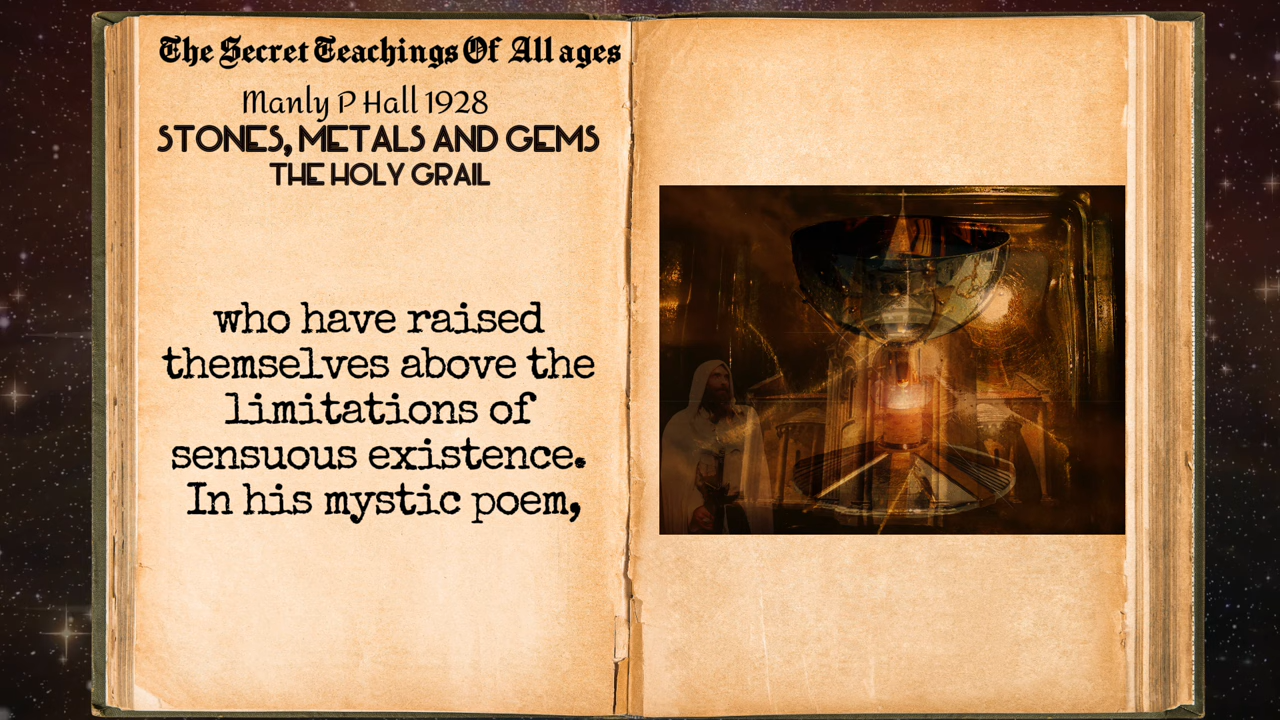 The Secret Teachings Of All ages
Manly P Hall 1928
STONES, METALS AND GEMS
THE HOLY GRAIL
who have raised
themselves above the
limitations of
sensuous existence.
In his mystic poem,